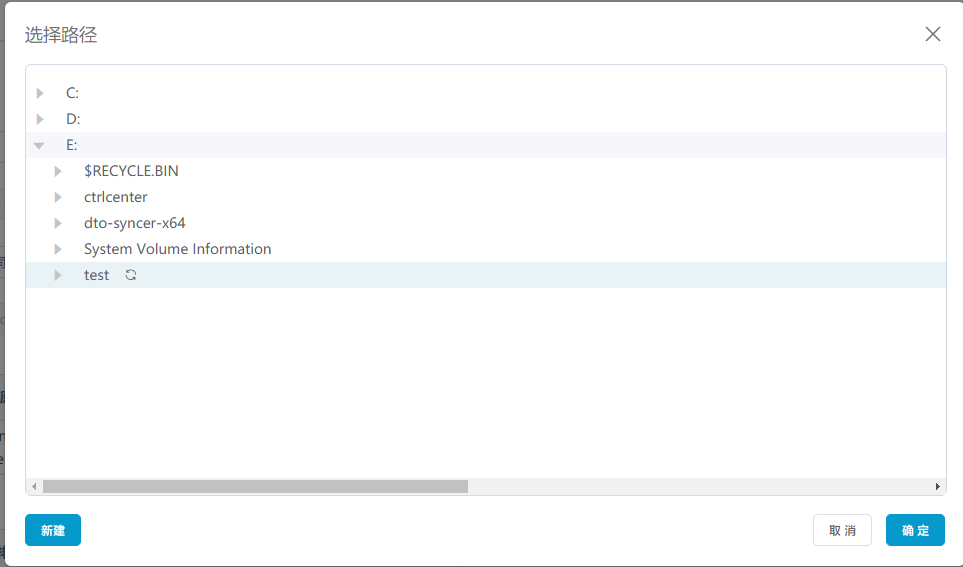 选择路径
C:
D:
E:
$RECYCLE.BIN
ctrlcenter
dto-syncer-x64
System Volume Information
test
新建
取 消
确 定